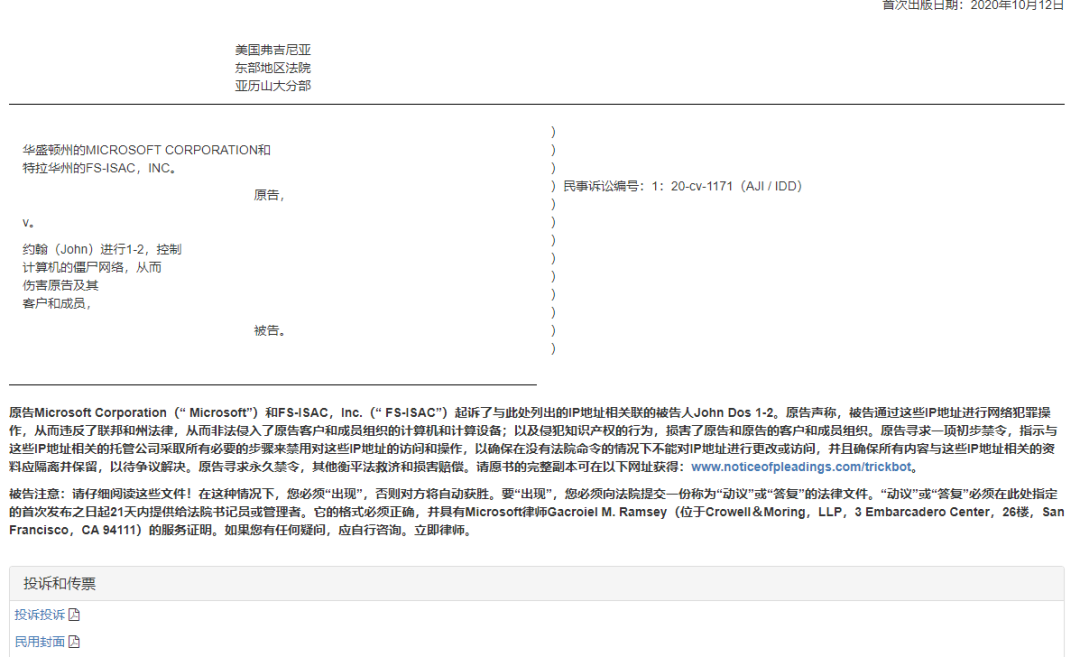 首次出版日期：2020年10月12日
美国弗吉尼亚
东部地区法院
亚历山大分部
华盛顿州的MICROSOFT CORPORATION和
特拉华州的FS-ISAC，INC。
原告，
v。
约翰（John）进行1-2，控制
计算机的僵尸网络，从而
伤害原告及其
客户和成员，
被告。
)
)
)
) 民事诉讼编号：1：20-cv-1171（AJI / IDD）
)
)
)
)
)
)
)
)
)
原告Microsoft Corporation（“ Microsoft”）和FS-ISAC，Inc.（“ FS-ISAC”）起诉了与此处列出的IP地址相关联的被告人John Dos 1-2。原告声称，被告通过这些IP地址进行网络犯罪操
作，从而违反了联邦和州法律，从而非法侵入了原告客户和成员组织的计算机和计算设备；以及侵犯知识产权的行为，损害了原告和原告的客户和成员组织。原告寻求一项初步禁令，指示与
这些IP地址相关的托管公司采取所有必要的步骤来禁用对这些IP地址的访问和操作，以确保在没有法院命令的情况下不能对IP地址进行更改或访问，并且确保所有内容与这些IP地址相关的资
料应隔离并保留，以待争议解决。原告寻求永久禁令，其他衡平法救济和损害赔偿。请愿书的完整副本可在以下网址获得：www.noticeofpleadings.com/trickbot。
被告注意：请仔细阅读这些文件！在这种情况下，您必须“出现”，否则对方将自动获胜。要“出现”，您必须向法院提交一份称为“动议”或“答复”的法律文件。“动议”或“答复”必须在此处指定
的首次发布之日起21天内提供给法院书记员或管理者。它的格式必须正确，并具有Microsoft律师Gacroiel M. Ramsey（位于Crowell＆Moring，LLP，3 Embarcadero Center，26楼，San
Francisco，CA 94111）的服务证明。如果您有任何疑问，应自行咨询。立即律师。
投诉和传票
投诉投诉
民用封面